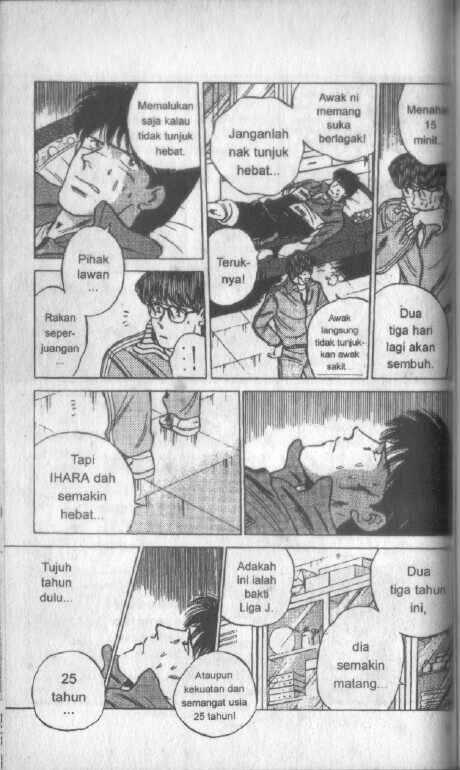 Menaha
15
minit...
Dua
tiga hari
lagi akan
sembuh.
Awak ni
memang
suka
berlagak!
Janganlah
nak tunjuk
hebat...
Teruk-
nya!
Awak
langsung
tidak tunjuk-
kan awak
sakit...
Memalukan
saja kalau
tidak tunjuk
hebat.
Pihak
lawan
...
Rakan
seper-
juangan
...
...!
Tapi
IHARA dah
semakin
hebat...
Dua
tiga tahun
ini,
dia
semakin
matang...
Adakah
ini ialah
bakti
Liga J.
Ataupun
kekuatan dan
semangat usia
25 tahun!
Tujuh
tahun
dulu...
25
tahun
...